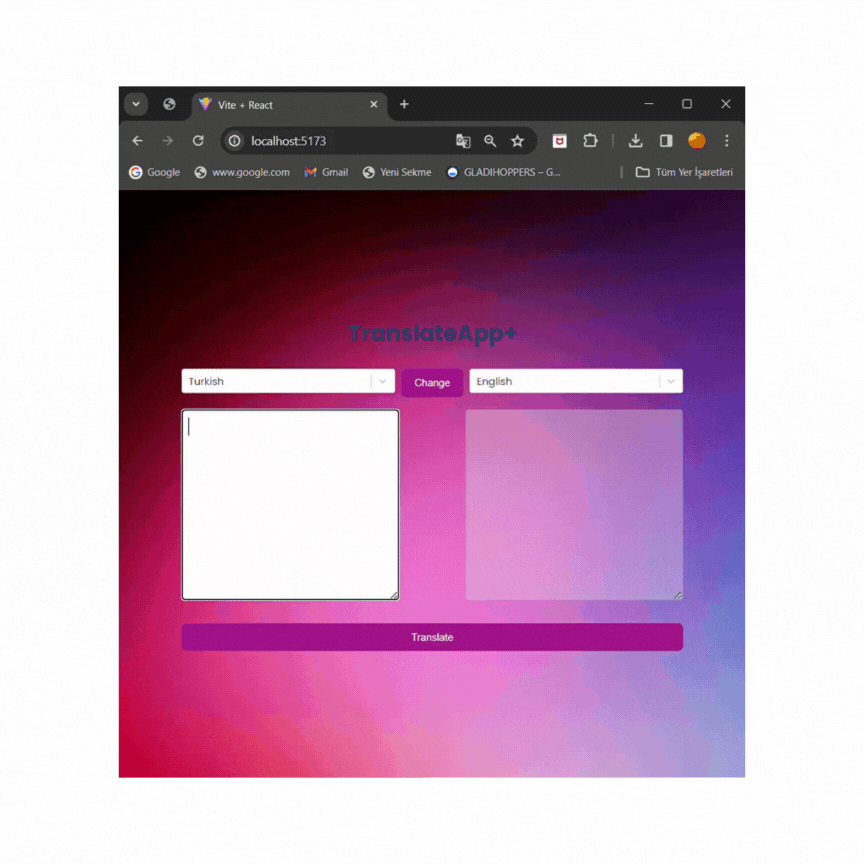 Vite + React
localhost:5173
Google www.google.com Gmail Yeni Sekme GLADIHOPPERS – G... Tüm Yer İşaretleri
TranslateApp+
Turkish Change English
Translate